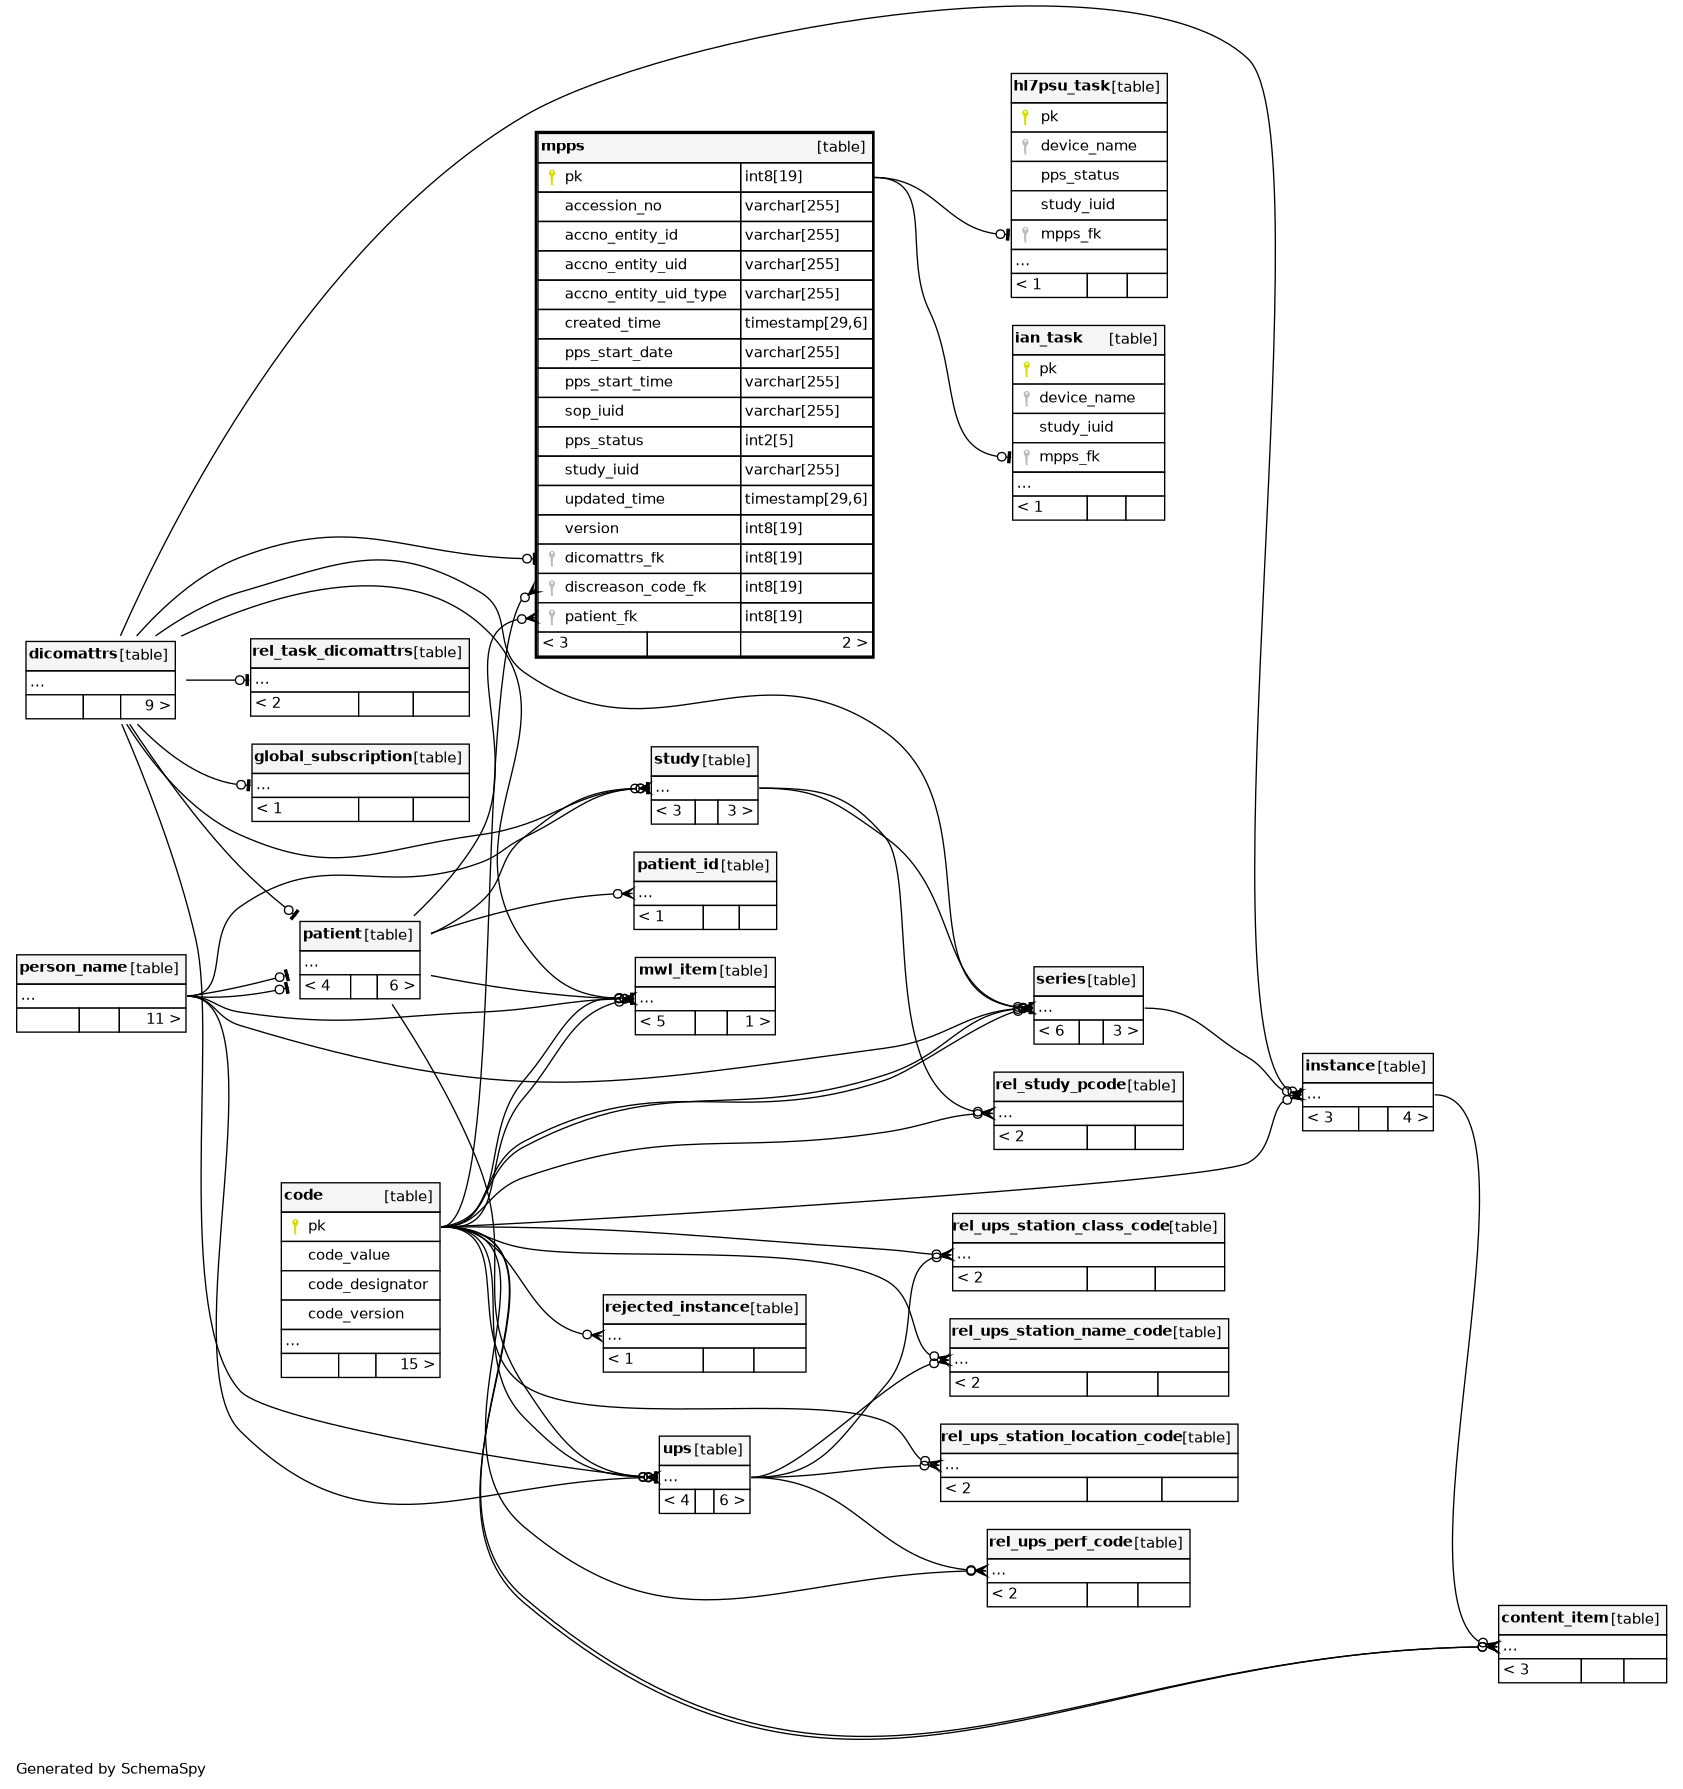 hl7psu_task [table]
pk
device_name
pps_status
study_iuid
mpps_fk
...
< 1
mpps [table]
pk int8[19]
accession_no varchar[255]
accno_entity_id varchar[255]
accno_entity_uid varchar[255]
accno_entity_uid_type varchar[255]
created_time timestamp[29,6]
pps_start_date varchar[255]
pps_start_time varchar[255]
sop_iuid varchar[255]
pps_status int2[5]
study_iuid varchar[255]
updated_time timestamp[29,6]
version int8[19]
dicomattrs_fk int8[19]
discreason_code_fk int8[19]
patient_fk int8[19]
< 3 2 >
ian_task [table]
pk
device_name
study_iuid
mpps_fk
...
< 1
dicomattrs [table]
...
9 >
rel_task_dicomattrs [table]
...
< 2
global_subscription [table]
...
< 1
study [table]
...
< 3 3 >
patient_id [table]
...
< 1
patient [table]
...
< 4 6 >
person_name [table]
...
11 >
mwl_item [table]
...
< 5 1 >
series [table]
...
< 6 3 >
instance [table]
...
< 3 4 >
rel_study_pcode [table]
...
< 2
code [table]
pk
code_value
code_designator
code_version
...
15 >
rel_ups_station_class_code [table]
...
< 2
rejected_instance [table]
...
< 1
rel_ups_station_name_code [table]
...
< 2
rel_ups_station_location_code [table]
...
< 2
ups [table]
...
< 4 6 >
rel_ups_perf_code [table]
...
< 2
content_item [table]
...
< 3
Generated by SchemaSpy